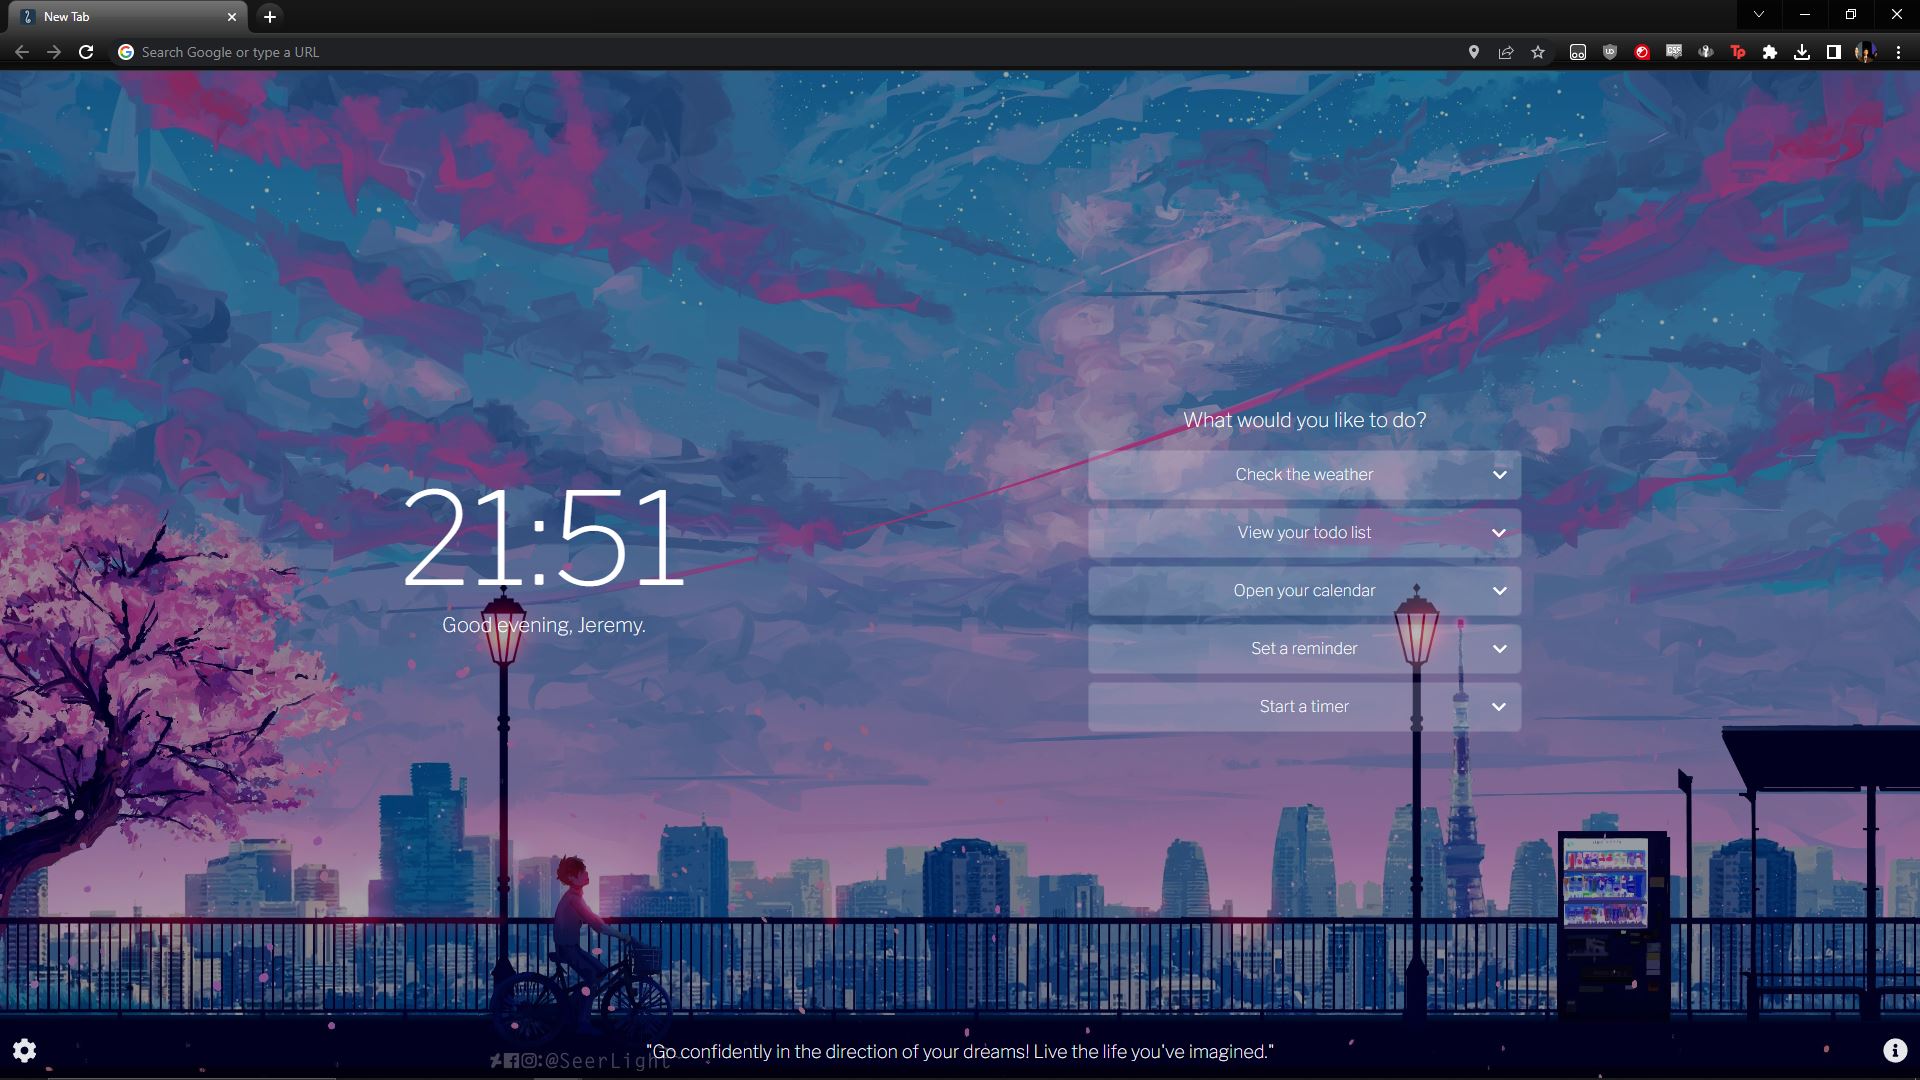 New Tab
Search Google or type a URL
What would you like to do?
Check the weather
View your todo list
Open your calendar
Set a reminder
Start a timer
21:51
Good evening, Jeremy.
"Go confidently in the direction of your dreams! Live the life you've imagined."
:@SeerLight